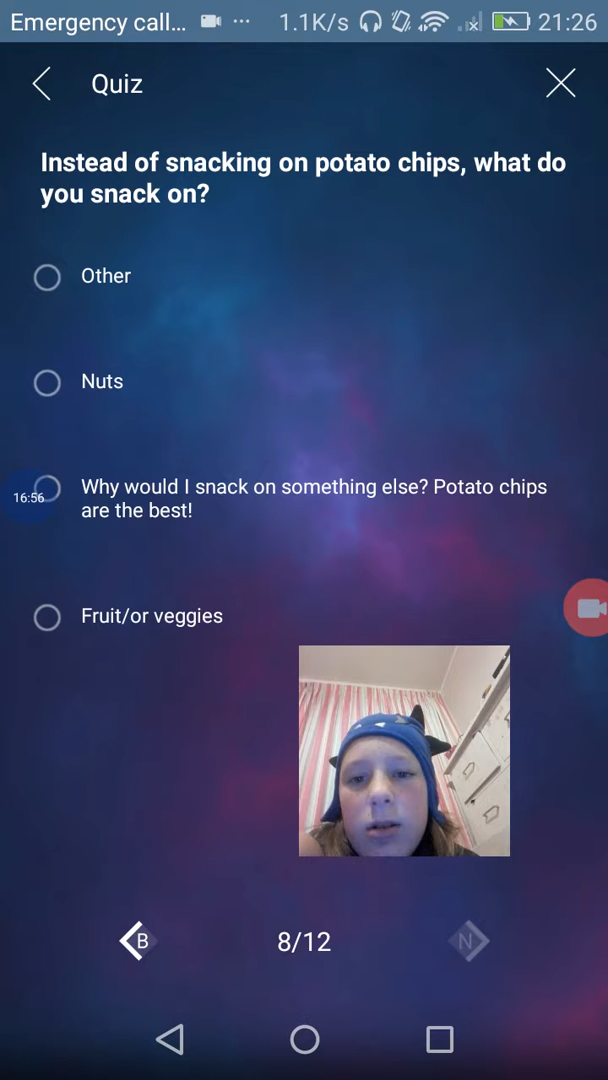 Emergency call... ... 1.1K/s 21:26
Quiz
Instead of snacking on potato chips, what do
you snack on?
Other
Nuts
16:56
Why would I snack on something else? Potato chips
are the best!
Fruit/or veggies
B 8/12 N